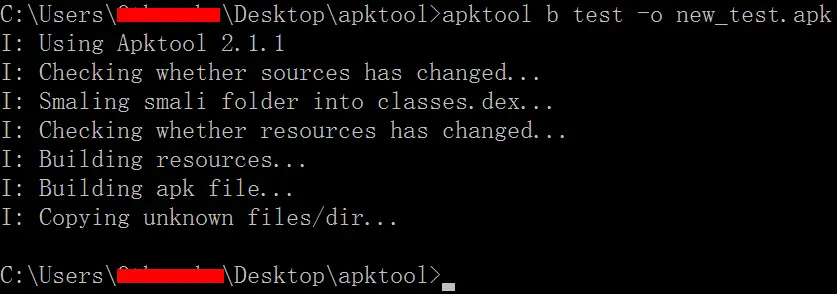 C:\Users\ \Desktop\apktool>apktool b test -o new_test.apk
I: Using Apktool 2.1.1
I: Checking whether sources has changed...
I: Smaling smali folder into classes.dex...
I: Checking whether resources has changed...
I: Building resources...
I: Building apk file...
I: Copying unknown files/dir...
C:\Users\ \Desktop\apktool>